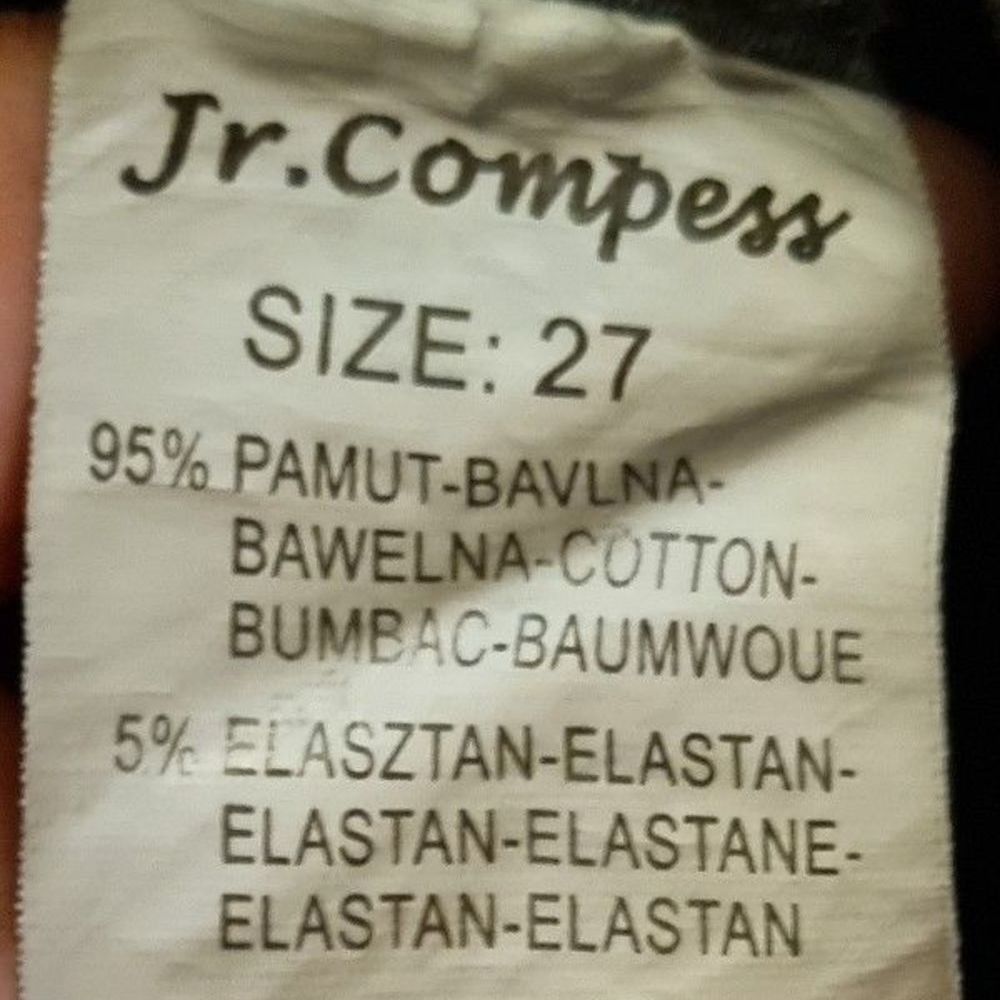 Jr.Compess
SIZE: 27
95% PAMUT-BAVLNA-
BAWELNA-COTTON-
BUMBAC-BAUMWOUE
5% ELASZTAN-ELASTAN-
ELASTAN-ELASTANE-
ELASTAN-ELASTAN